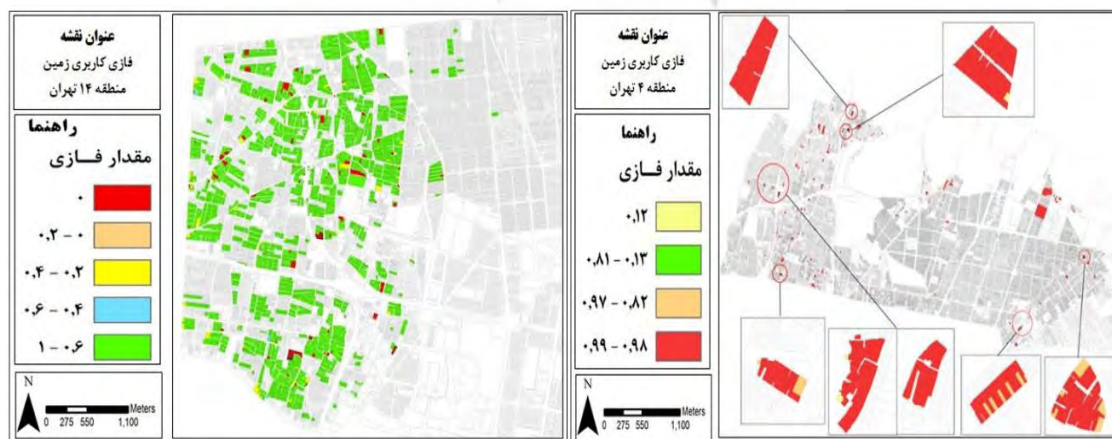 عنوان نقشه
فازی کاربری زمین
منطقه ۴ تهران
راهنما
مقدار فازی
۰,۱۲
۰,۸۱ - ۰,۱۳
۰,۹۷ - ۰,۸۲
۰,۹۹ - ۰,۹۸
N
Meters
0 275 550 1,100
عنوان نقشه
فازی کاربری زمین
منطقه ۱۴ تهران
راهنما
مقدار فــازی
۰
۰,۲ - ۰
۰,۴ - ۰,۲
۰,۶ - ۰,۴
۱ - ۰,۶
N
Meters
0 275 550 1,100